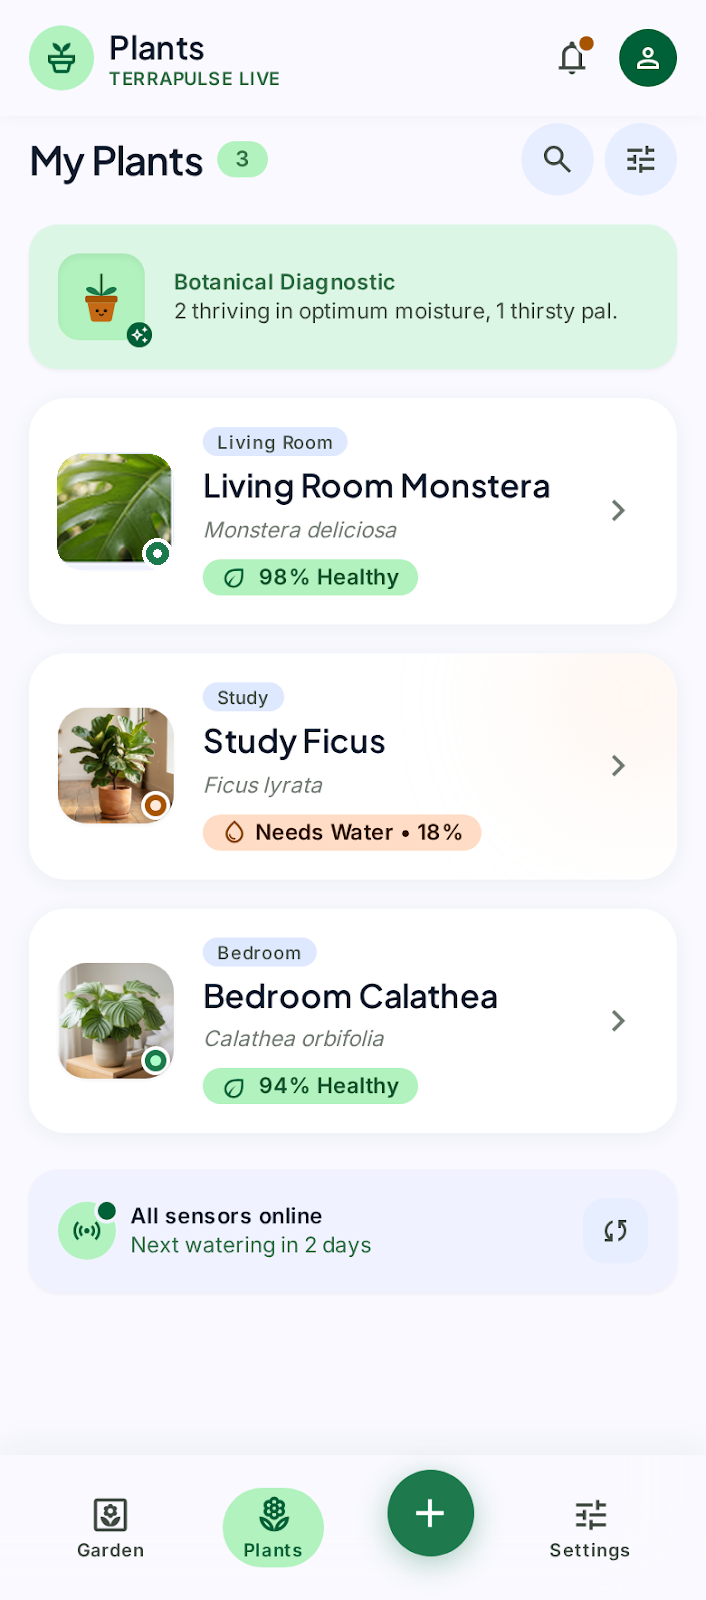 Plants
TERRAPULSE LIVE
My Plants
3
Botanical Diagnostic
2 thriving in optimum moisture, 1 thirsty pal.
Living Room
Living Room Monstera
Monstera deliciosa
98% Healthy
Study
Study Ficus
Ficus lyrata
Needs Water • 18%
Bedroom
Bedroom Calathea
Calathea orbifolia
94% Healthy
All sensors online
Next watering in 2 days
Garden
Plants
Settings